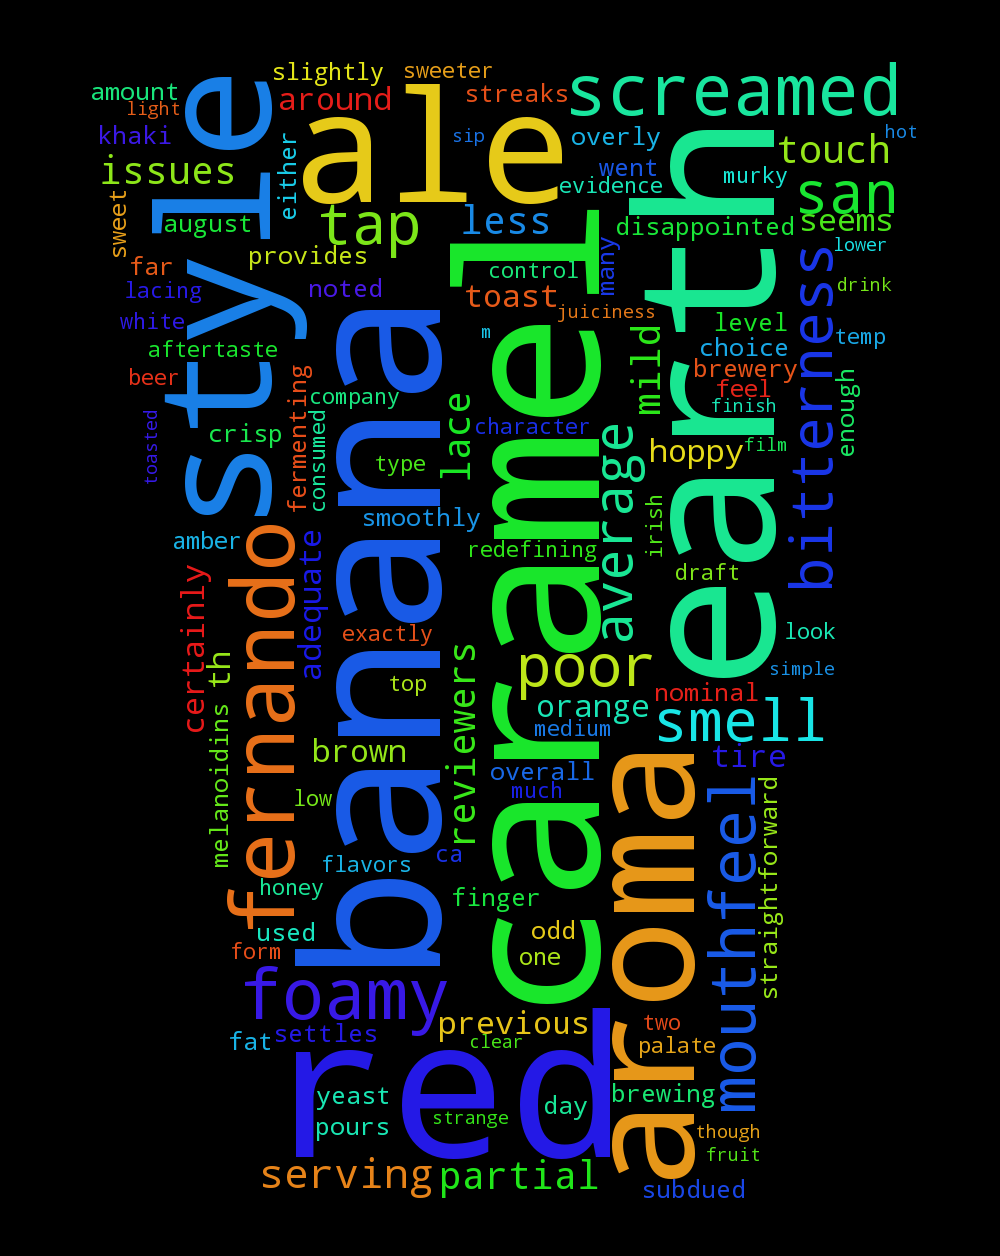 slightly
sweeter
amount
light
around
streaks
screamed
khaki
style
ale
sip
overly
hot
either
issues
went
touch
evidence
murky
sweet
august
tap
less
san
disappointed
seems
provides
many
lower
far
control
earth
lacing
noted
toast
juiciness
drink
bitterness
white
m
mild
level
temp
aftertaste
caramel
choice
beer
brewery
fermenting
company
feel
enough
toasted
consumed
lace
character
finish
crisp
banana
average
hoppy
film
type
smoothly
irish
amber
adequate
redefining
draft
certainly
fernando
exactly
look
th
top
reviewers
poor
simple
nominal
melanoidins
orange
smell
brown
medium
tire
overall
low
much
aroma
mouthfeel
straightforward
flavors
ca
honey
finger
used
odd
form
one
foamy
previous
two
fat
settles
clear
palate
red
yeast
day
brewing
pours
strange
though
fruit
serving
partial
subdued